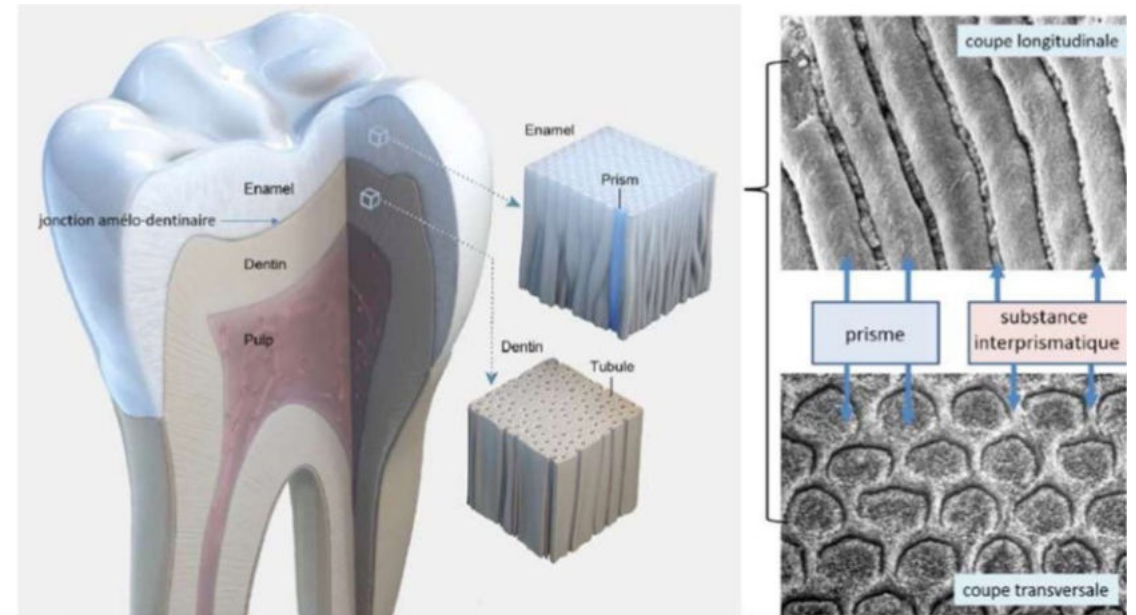 Enamel
jonction amélo-dentinaire
Dentin
Pulp
Enamel
Prism
Dentin
Tubule
coupe longitudinale
prisme
substance
interprismatique
coupe transversale